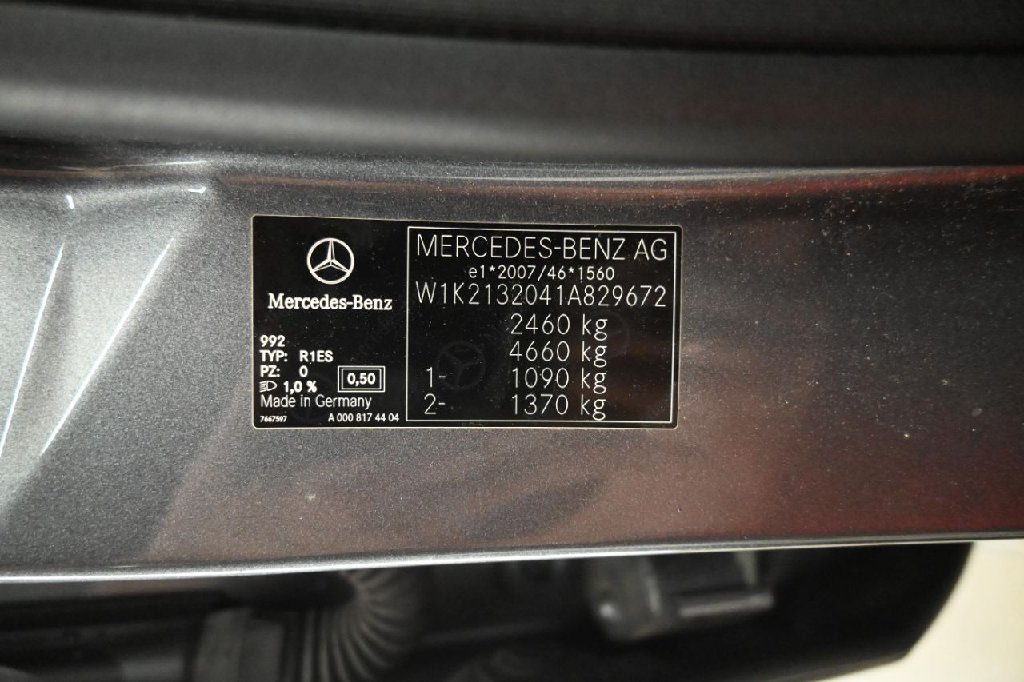 Mercedes-Benz
992
TYP: R1ES
PZ: 0
1,0 %
0,50
Made in Germany
7667597
A 000 817 44 04
MERCEDES-BENZ AG
e1*2007/46*1560
W1K2132041A829672
2460 kg
4660 kg
1- 1090 kg
2- 1370 kg